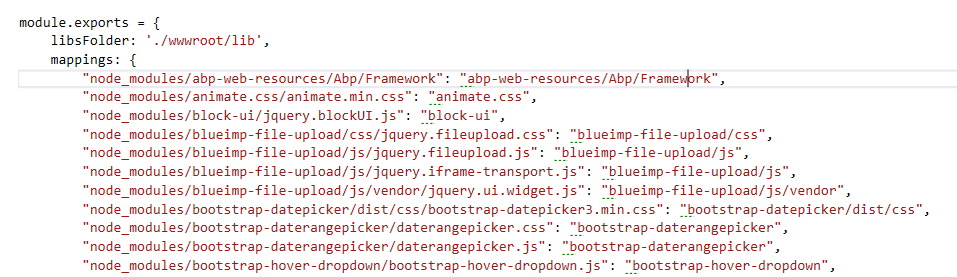 module.exports = {
    libsFolder: './wwwroot/lib',
    mappings: {
        "node_modules/abp-web-resources/Abp/Framework": "abp-web-resources/Abp/Framework",
        "node_modules/animate.css/animate.min.css": "animate.css",
        "node_modules/block-ui/jquery.blockUI.js": "block-ui",
        "node_modules/blueimp-file-upload/css/jquery.fileupload.css": "blueimp-file-upload/css",
        "node_modules/blueimp-file-upload/js/jquery.fileupload.js": "blueimp-file-upload/js",
        "node_modules/blueimp-file-upload/js/jquery.iframe-transport.js": "blueimp-file-upload/js",
        "node_modules/blueimp-file-upload/js/vendor/jquery.ui.widget.js": "blueimp-file-upload/js/vendor",
        "node_modules/bootstrap-datepicker/dist/css/bootstrap-datepicker3.min.css": "bootstrap-datepicker/dist/css",
        "node_modules/bootstrap-daterangepicker/daterangepicker.css": "bootstrap-daterangepicker",
        "node_modules/bootstrap-daterangepicker/daterangepicker.js": "bootstrap-daterangepicker",
        "node_modules/bootstrap-hover-dropdown/bootstrap-hover-dropdown.js": "bootstrap-hover-dropdown",